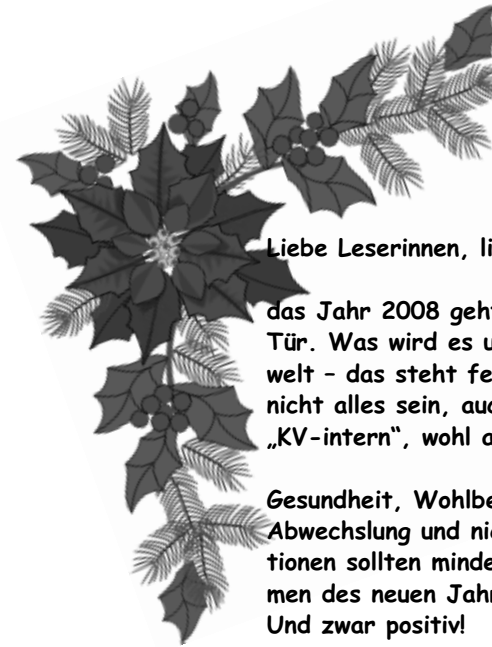 Liebe Leserinnen, li
das Jahr 2008 geht
Tür. Was wird es u
welt – das steht fe
nicht alles sein, auc
„KV-intern“, wohl a
Gesundheit, Wohlbe
Abwechslung und nic
tionen sollten minde
men des neuen Jahr
Und zwar positiv!